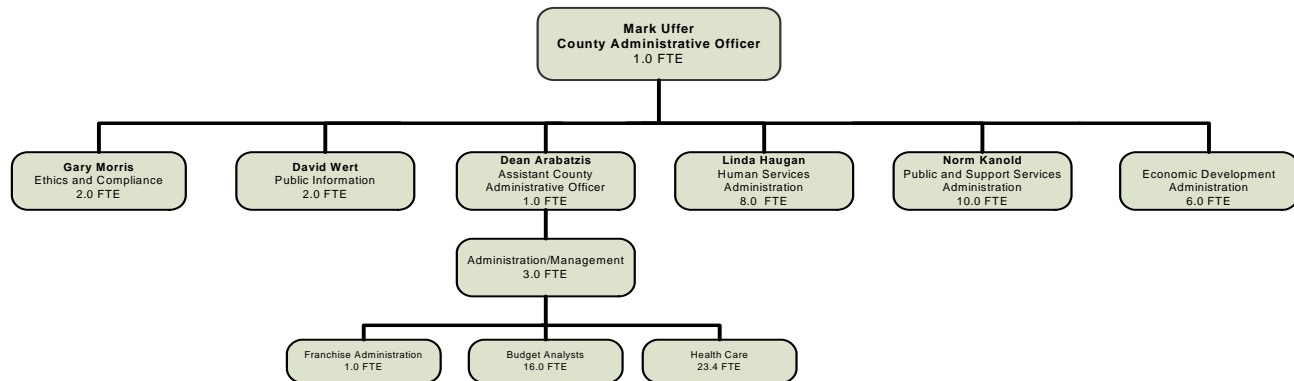 Mark Uffer
County Administrative Officer
1.0 FTE
Gary Morris
Ethics and Compliance
2.0 FTE
David Wert
Public Information
2.0 FTE
Dean Arabatzis
Assistant County
Administrative Officer
1.0 FTE
Linda Haugan
Human Services
Administration
8.0 FTE
Norm Kanold
Public and Support Services
Administration
10.0 FTE
Economic Development
Administration
6.0 FTE
Administration/Management
3.0 FTE
Franchise Administration
1.0 FTE
Budget Analysts
16.0 FTE
Health Care
23.4 FTE